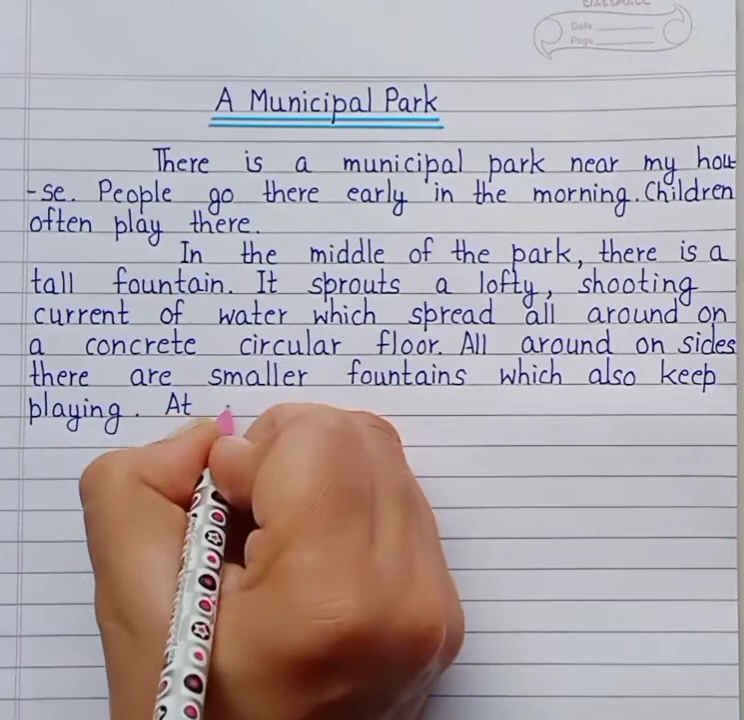 Date
Page
A Municipal Park
There is a municipal park near my hou
-se. People go there early in the morning. Children
often play there.
In the middle of the park, there is a
tall fountain. It sprouts a lofty, shooting
current of water which spread all around on
a concrete circular floor. All around on sides
there are smaller fountains which also keep
playing. At